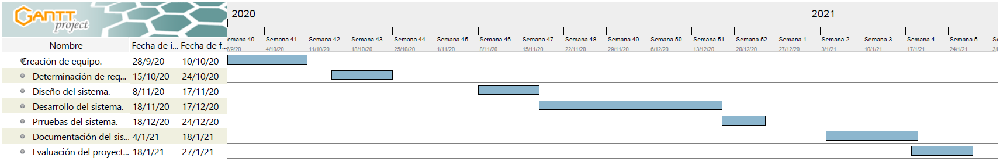 GANTT
project
2020 2021
Semana 40 Semana 41 Semana 42 Semana 43 Semana 44 Semana 45 Semana 46 Semana 47 Semana 48 Semana 49 Semana 50 Semana 51 Semana 52 Semana 1 Semana 2 Semana 3 Semana 4 Semana 5
Nombre Fecha de i... Fecha de f...
7/9/20 4/10/20 11/10/20 18/10/20 25/10/20 1/11/20 8/11/20 15/11/20 22/11/20 29/11/20 6/12/20 13/12/20 20/12/20 27/12/20 3/1/21 10/1/21 17/1/21 24/1/21 31
Creación de equipo. 28/9/20 10/10/20
Determinación de req... 15/10/20 24/10/20
Diseño del sistema. 8/11/20 17/11/20
Desarrollo del sistema. 18/11/20 17/12/20
Prruebas del sistema. 18/12/20 24/12/20
Documentación del sis... 4/1/21 18/1/21
Evaluación del proyect... 18/1/21 27/1/21